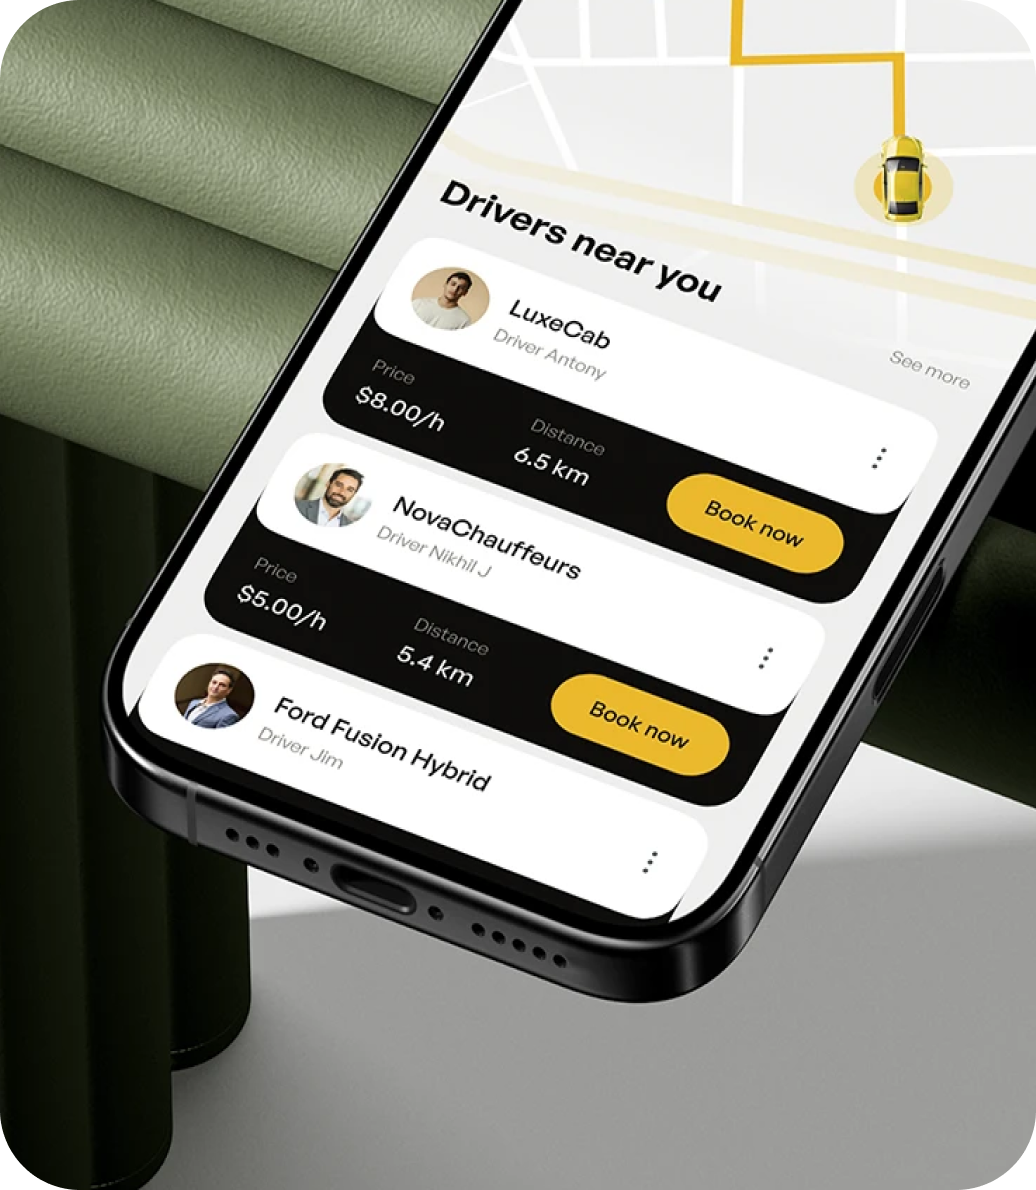 Drivers near you
See more
LuxeCab
Driver Antony
Price
$8.00/h
Distance
6.5 km
Book now
NovaChauffeurs
Driver Nikhil J
Price
$5.00/h
Distance
5.4 km
Book now
Ford Fusion Hybrid
Driver Jim